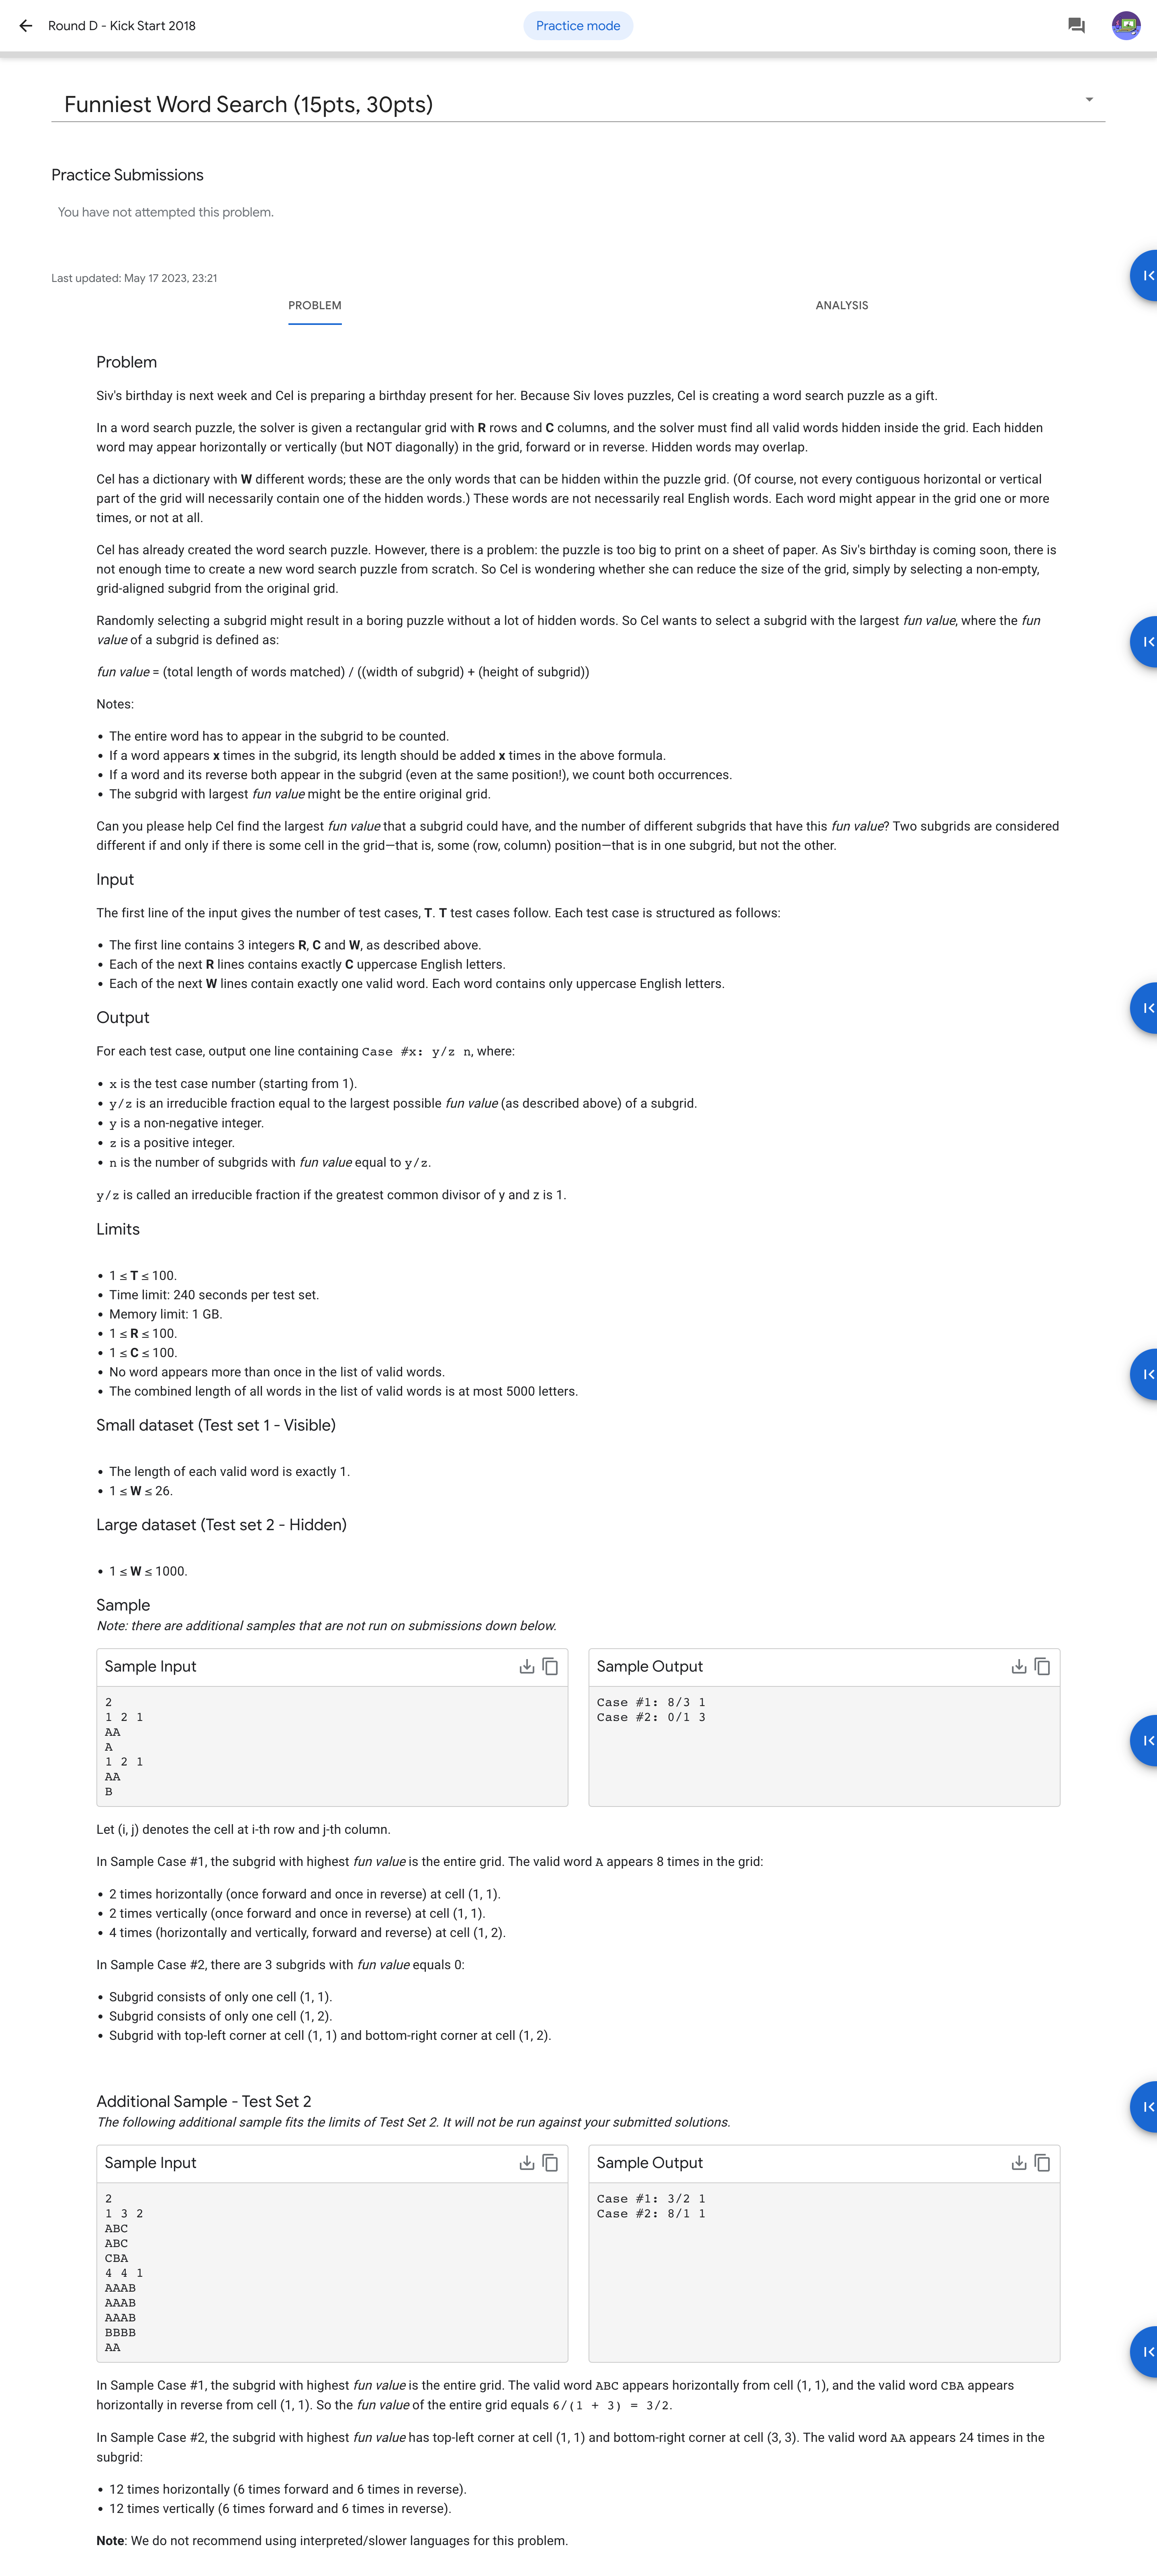 Round D - Kick Start 2018
Practice mode
Funniest Word Search (15pts, 30pts)
Practice Submissions
You have not attempted this problem.
Last updated: May 17 2023, 23:21
PROBLEM
ANALYSIS
Problem
Siv's birthday is next week and Cel is preparing a birthday present for her. Because Siv loves puzzles, Cel is creating a word search puzzle as a gift.
In a word search puzzle, the solver is given a rectangular grid with R rows and C columns, and the solver must find all valid words hidden inside the grid. Each hidden
word may appear horizontally or vertically (but NOT diagonally) in the grid, forward or in reverse. Hidden words may overlap.
Cel has a dictionary with W different words; these are the only words that can be hidden within the puzzle grid. (Of course, not every contiguous horizontal or vertical
part of the grid will necessarily contain one of the hidden words.) These words are not necessarily real English words. Each word might appear in the grid one or more
times, or not at all.
Cel has already created the word search puzzle. However, there is a problem: the puzzle is too big to print on a sheet of paper. As Siv's birthday is coming soon, there is
not enough time to create a new word search puzzle from scratch. So Cel is wondering whether she can reduce the size of the grid, simply by selecting a non-empty,
grid-aligned subgrid from the original grid.
Randomly selecting a subgrid might result in a boring puzzle without a lot of hidden words. So Cel wants to select a subgrid with the largest fun value, where the fun
value of a subgrid is defined as:
fun value = (total length of words matched) / ((width of subgrid) + (height of subgrid))
Notes:
• The entire word has to appear in the subgrid to be counted.
• If a word appears x times in the subgrid, its length should be added x times in the above formula.
• If a word and its reverse both appear in the subgrid (even at the same position!), we count both occurrences.
• The subgrid with largest fun value might be the entire original grid.
Can you please help Cel find the largest fun value that a subgrid could have, and the number of different subgrids that have this fun value? Two subgrids are considered
different if and only if there is some cell in the grid—that is, some (row, column) position—that is in one subgrid, but not the other.
Input
The first line of the input gives the number of test cases, T. T test cases follow. Each test case is structured as follows:
• The first line contains 3 integers R, C and W, as described above.
• Each of the next R lines contains exactly C uppercase English letters.
• Each of the next W lines contain exactly one valid word. Each word contains only uppercase English letters.
Output
For each test case, output one line containing Case #x: y/z n, where:
• x is the test case number (starting from 1).
• y/z is an irreducible fraction equal to the largest possible fun value (as described above) of a subgrid.
• y is a non-negative integer.
• z is a positive integer.
• n is the number of subgrids with fun value equal to y/z.
y/z is called an irreducible fraction if the greatest common divisor of y and z is 1.
Limits
• 1 ≤ T ≤ 100.
• Time limit: 240 seconds per test set.
• Memory limit: 1 GB.
• 1 ≤ R ≤ 100.
• 1 ≤ C ≤ 100.
• No word appears more than once in the list of valid words.
• The combined length of all words in the list of valid words is at most 5000 letters.
Small dataset (Test set 1 - Visible)
• The length of each valid word is exactly 1.
• 1 ≤ W ≤ 26.
Large dataset (Test set 2 - Hidden)
• 1 ≤ W ≤ 1000.
Sample
Note: there are additional samples that are not run on submissions down below.
Sample Input
2
1 2 1
AA
A
1 2 1
AA
B
Sample Output
Case #1: 8/3 1
Case #2: 0/1 3
Let (i, j) denotes the cell at i-th row and j-th column.
In Sample Case #1, the subgrid with highest fun value is the entire grid. The valid word A appears 8 times in the grid:
• 2 times horizontally (once forward and once in reverse) at cell (1, 1).
• 2 times vertically (once forward and once in reverse) at cell (1, 1).
• 4 times (horizontally and vertically, forward and reverse) at cell (1, 2).
In Sample Case #2, there are 3 subgrids with fun value equals 0:
• Subgrid consists of only one cell (1, 1).
• Subgrid consists of only one cell (1, 2).
• Subgrid with top-left corner at cell (1, 1) and bottom-right corner at cell (1, 2).
Additional Sample - Test Set 2
The following additional sample fits the limits of Test Set 2. It will not be run against your submitted solutions.
Sample Input
2
1 3 2
ABC
ABC
CBA
4 4 1
AAAB
AAAB
AAAB
BBBB
AA
Sample Output
Case #1: 3/2 1
Case #2: 8/1 1
In Sample Case #1, the subgrid with highest fun value is the entire grid. The valid word ABC appears horizontally from cell (1, 1), and the valid word CBA appears
horizontally in reverse from cell (1, 1). So the fun value of the entire grid equals 6/(1 + 3) = 3/2.
In Sample Case #2, the subgrid with highest fun value has top-left corner at cell (1, 1) and bottom-right corner at cell (3, 3). The valid word AA appears 24 times in the
subgrid:
• 12 times horizontally (6 times forward and 6 times in reverse).
• 12 times vertically (6 times forward and 6 times in reverse).
Note: We do not recommend using interpreted/slower languages for this problem.